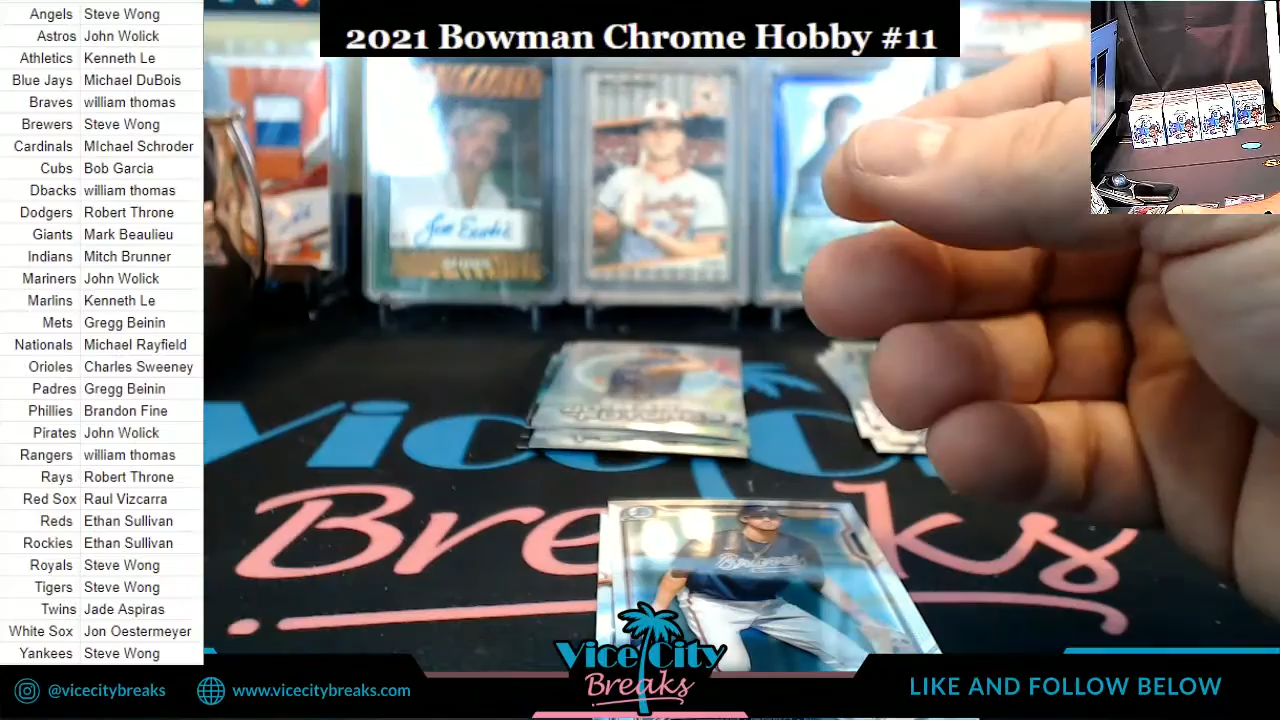 2021 Bowman Chrome Hobby #11
Angels Steve Wong
Astros John Wolick
Athletics Kenneth Le
Blue Jays Michael DuBois
Braves william thomas
Brewers Steve Wong
Cardinals MIchael Schroder
Cubs Bob Garcia
Dbacks william thomas
Dodgers Robert Throne
Giants Mark Beaulieu
Indians Mitch Brunner
Mariners John Wolick
Marlins Kenneth Le
Mets Gregg Beinin
Nationals Michael Rayfield
Orioles Charles Sweeney
Padres Gregg Beinin
Phillies Brandon Fine
Pirates John Wolick
Rangers william thomas
Rays Robert Throne
Red Sox Raul Vizcarra
Reds Ethan Sullivan
Rockies Ethan Sullivan
Royals Steve Wong
Tigers Steve Wong
Twins Jade Aspiras
White Sox Jon Oestermeyer
Yankees Steve Wong
Vice
Breaks
Braves
Vice City
Breaks
@vicecitybreaks
www.vicecitybreaks.com
LIKE AND FOLLOW BELOW